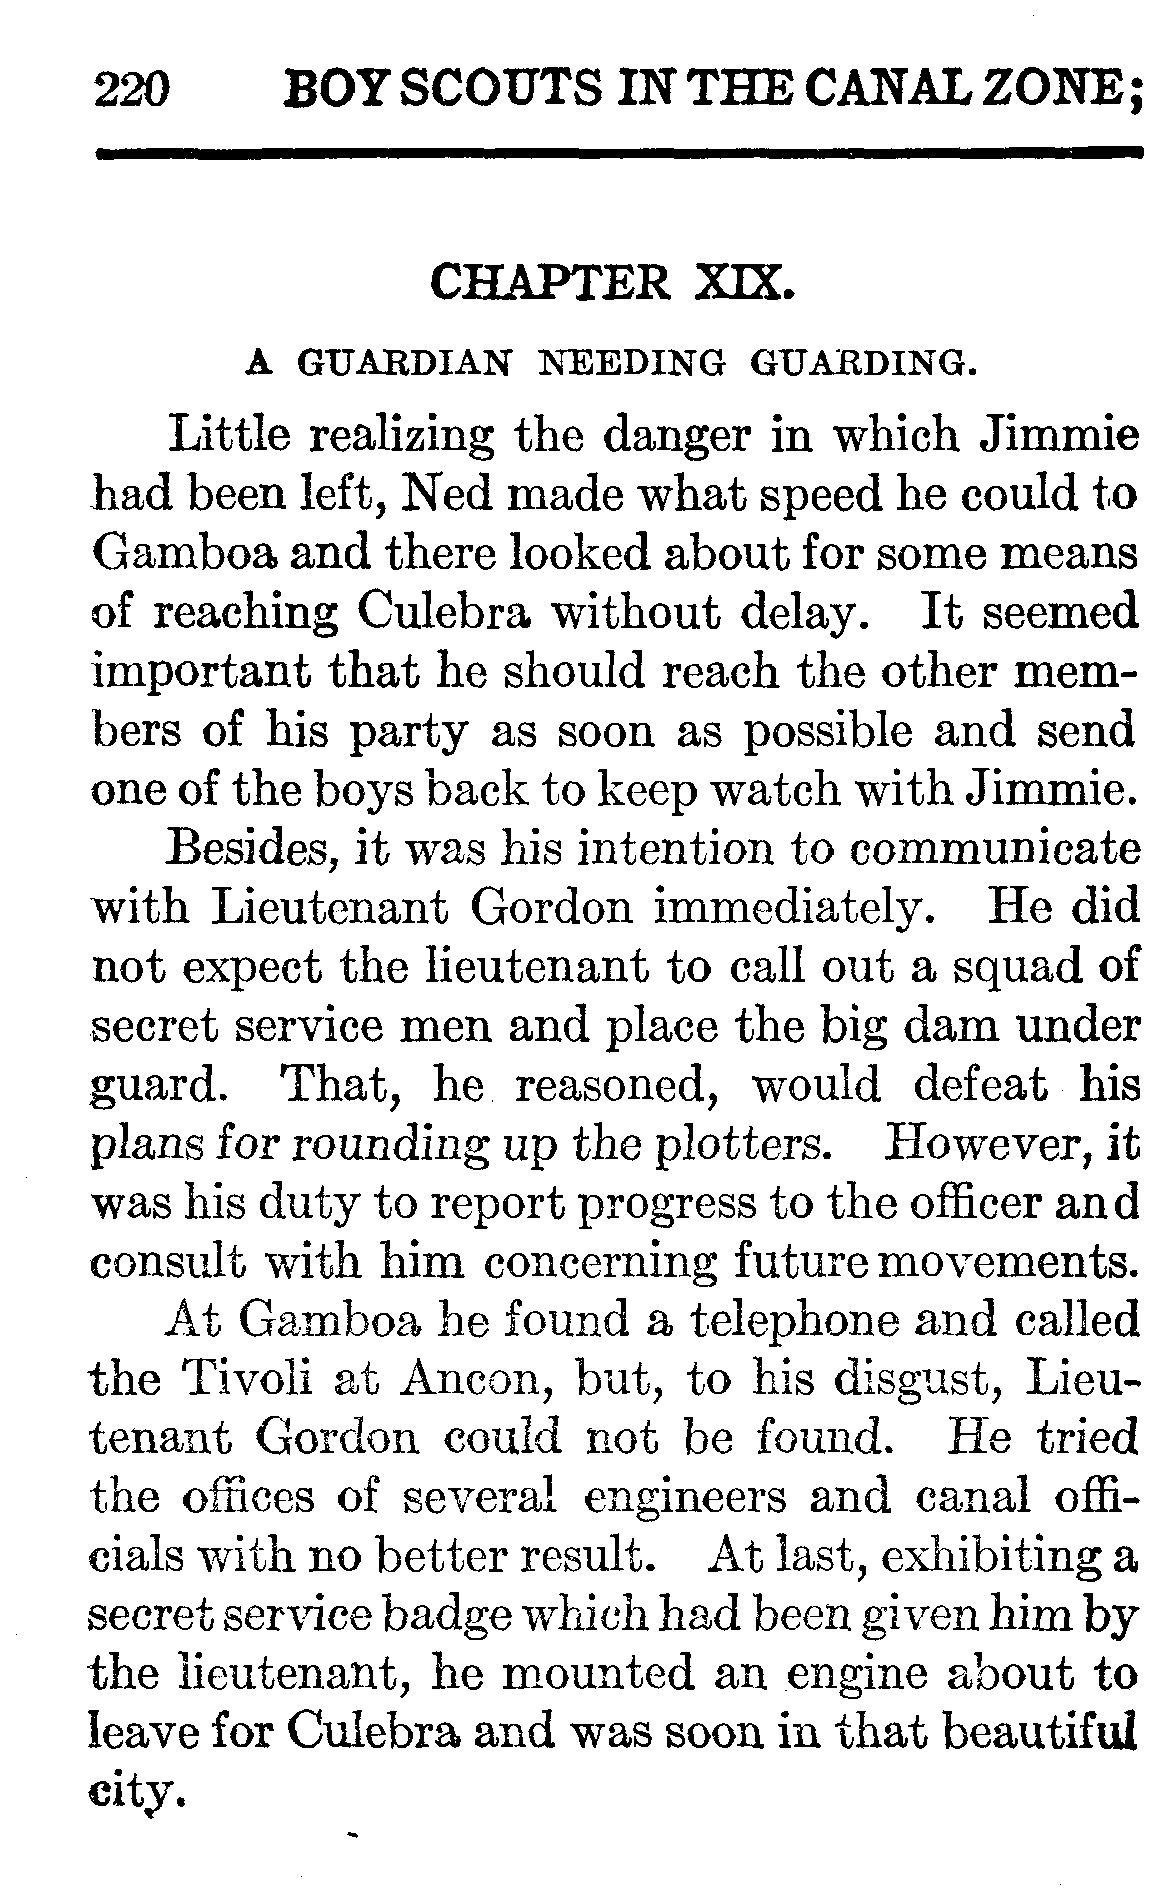 220 BOY SCOUTS IN THE CANAL ZONE;
CHAPTER XIX.
A GUARDIAN NEEDING GUARDING.
Little realizing the danger in which Jimmie
had been left, Ned made what speed he could to
Gamboa and there looked about for some means
of reaching Culebra without delay. It seemed
important that he should reach the other mem-
bers of his party as soon as possible and send
one of the boys back to keep watch with Jimmie.
Besides, it was his intention to communicate
with Lieutenant Gordon immediately. He did
not expect the lieutenant to call out a squad of
secret service men and place the big dam under
guard. That, he reasoned, would defeat his
plans for rounding up the plotters. However, it
was his duty to report progress to the officer and
consult with him concerning future movements.
At Gamboa he found a telephone and called
the Tivoli at Ancon, but, to his disgust, Lieu-
tenant Gordon could not be found. He tried
the offices of several engineers and canal offi-
cials with no better result. At last, exhibiting a
secret service badge which had been given him by
the lieutenant, he mounted an engine about to
leave for Culebra and was soon in that beautiful
city.